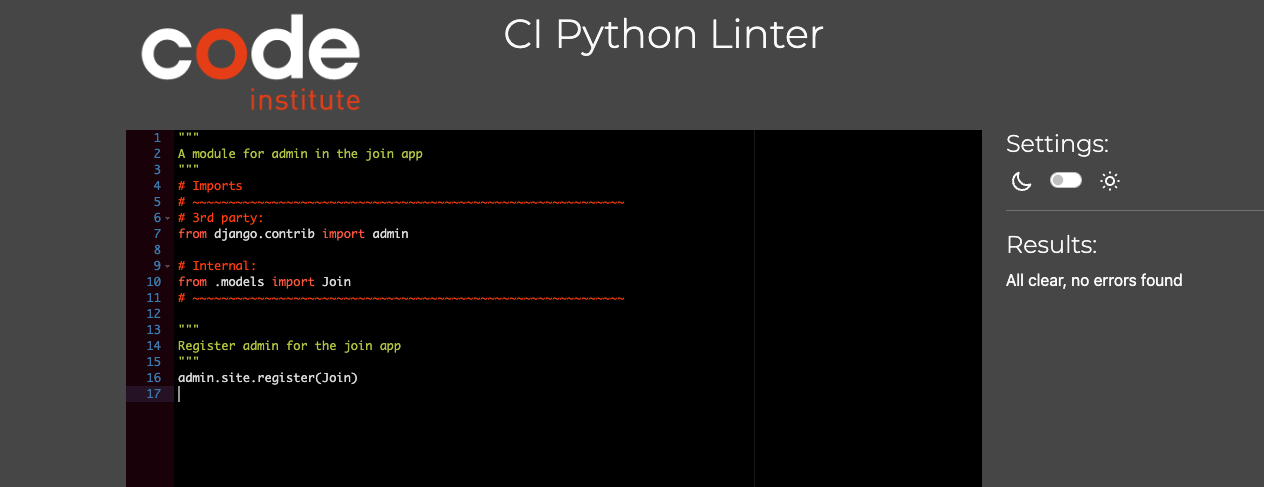 code
institute
CI Python Linter
1 """
2 A module for admin in the join app
3 """
4 # Imports
5 # ~~~~~~~~~~~~~~~~~~~~~~~~~~~~~~~~~~~~~~~~~~~~~~~~~~~~~~~~~~~~
6 # 3rd party:
7 from django.contrib import admin
8
9 # Internal:
10 from .models import Join
11 # ~~~~~~~~~~~~~~~~~~~~~~~~~~~~~~~~~~~~~~~~~~~~~~~~~~~~~~~~~~~~
12
13 """
14 Register admin for the join app
15 """
16 admin.site.register(Join)
17
Settings:
Results:
All clear, no errors found